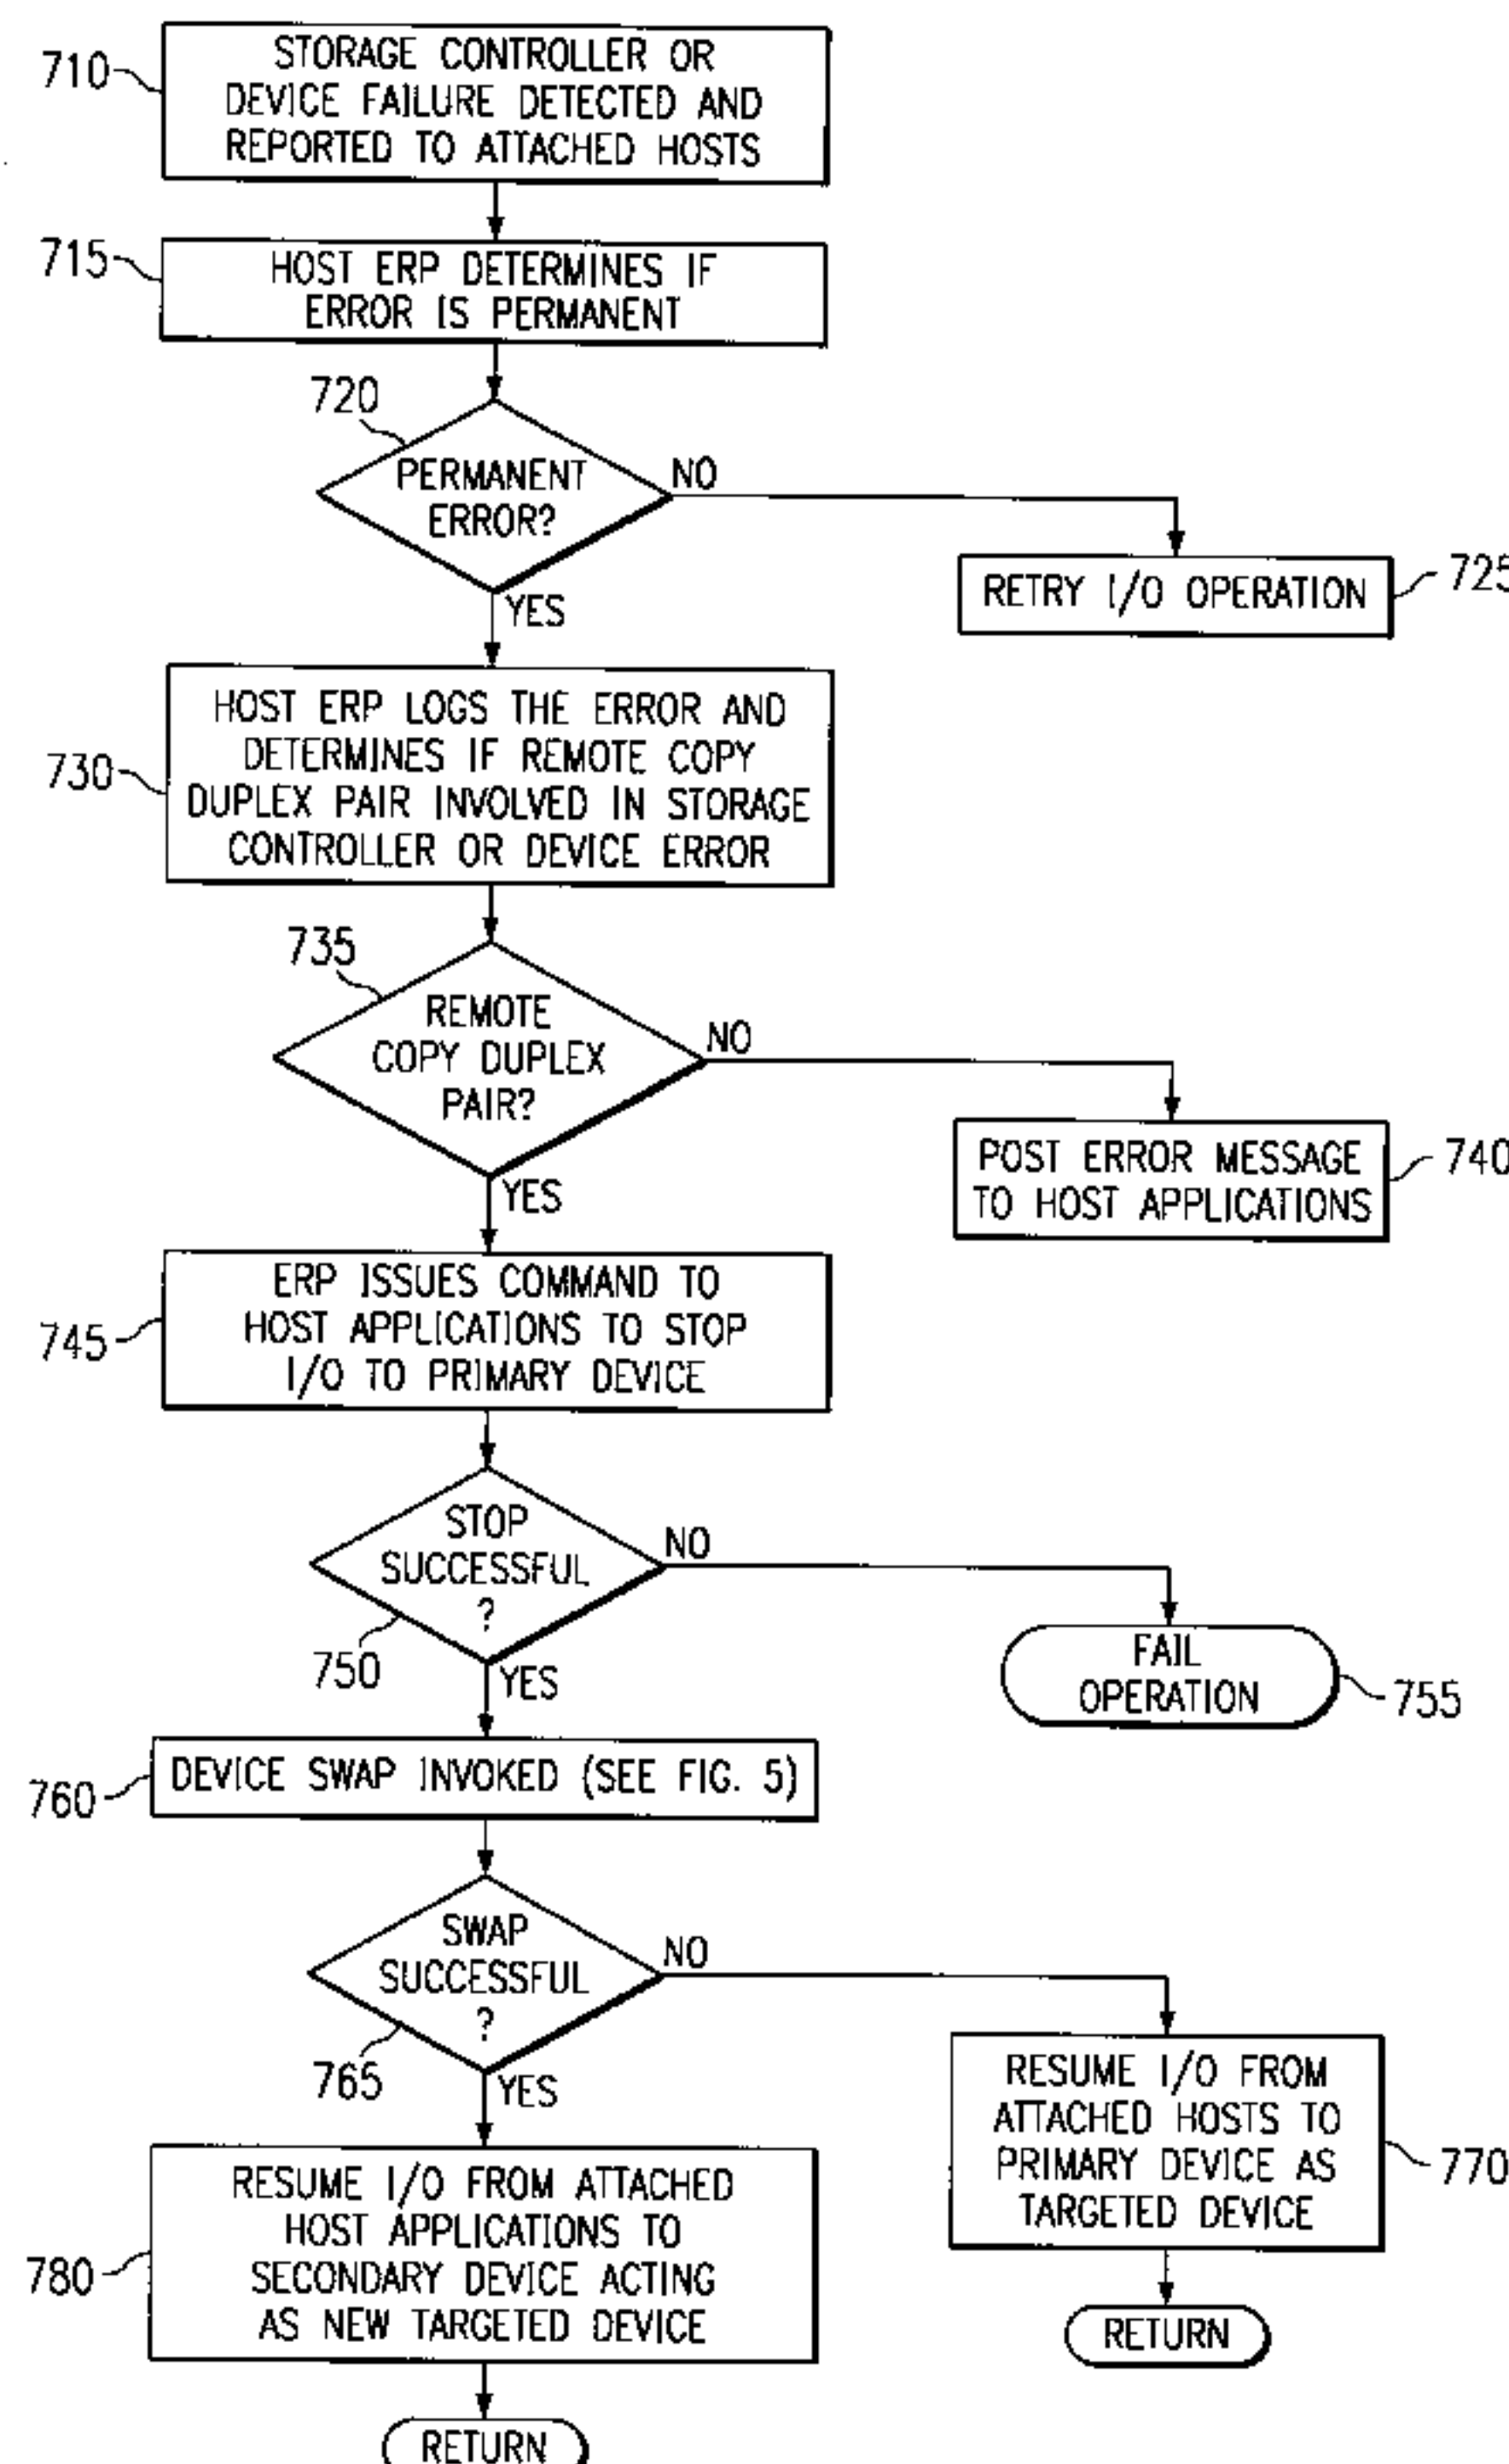 710
STORAGE CONTROLLER OR
DEVICE FAILURE DETECTED AND
REPORTED TO ATTACHED HOSTS
715
HOST ERP DETERMINES IF
ERROR IS PERMANENT
720
PERMANENT
ERROR?
NO
YES
RETRY I/O OPERATION
725
730
HOST ERP LOGS THE ERROR AND
DETERMINES IF REMOTE COPY
DUPLEX PAIR INVOLVED IN STORAGE
CONTROLLER OR DEVICE ERROR
735
REMOTE
COPY DUPLEX
PAIR?
NO
YES
POST ERROR MESSAGE
TO HOST APPLICATIONS
740
745
ERP ISSUES COMMAND TO
HOST APPLICATIONS TO STOP
I/O TO PRIMARY DEVICE
STOP
SUCCESSFUL
?
NO
750
YES
FAIL
OPERATION
755
760
DEVICE SWAP INVOKED (SEE FIG. 5)
SWAP
SUCCESSFUL
?
NO
765
YES
RESUME I/O FROM
ATTACHED HOSTS TO
PRIMARY DEVICE AS
TARGETED DEVICE
770
RETURN
780
RESUME I/O FROM ATTACHED
HOST APPLICATIONS TO
SECONDARY DEVICE ACTING
AS NEW TARGETED DEVICE
RETURN